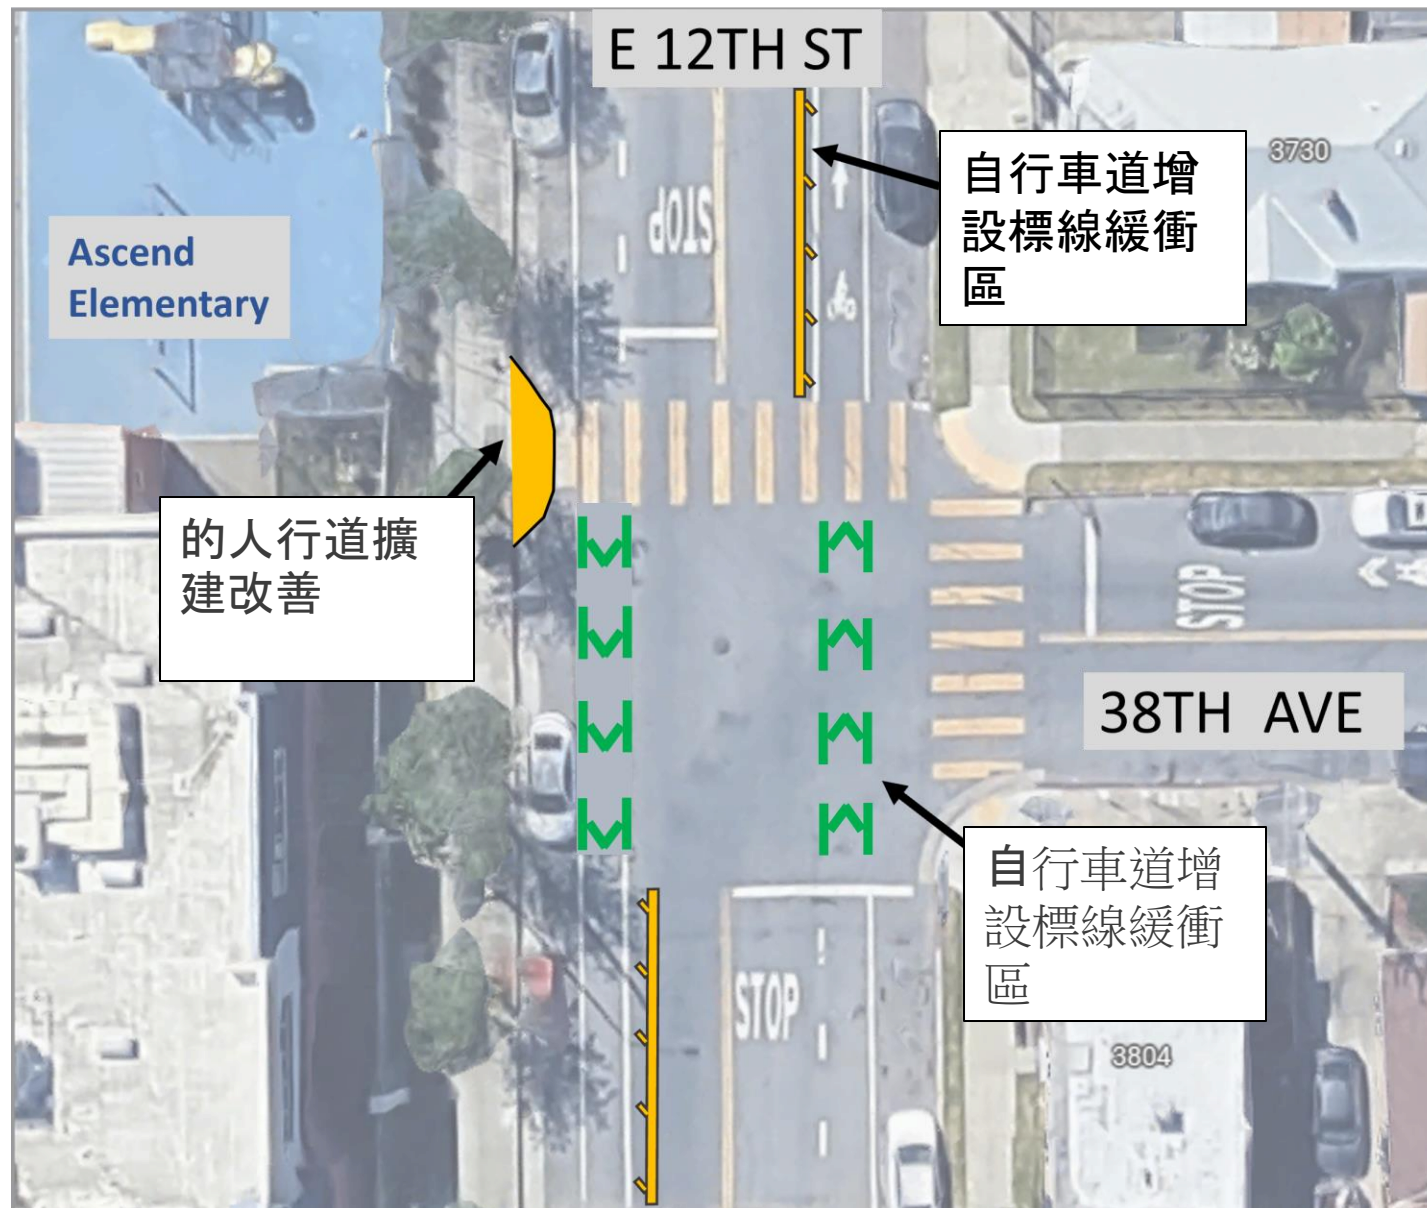 E 12TH ST
3730
自行車道增
設標線緩衝
區
STOP
Ascend
Elementary
的人行道擴
建改善
STOP
38TH AVE
自行車道增
設標線緩衝
區
STOP
3804